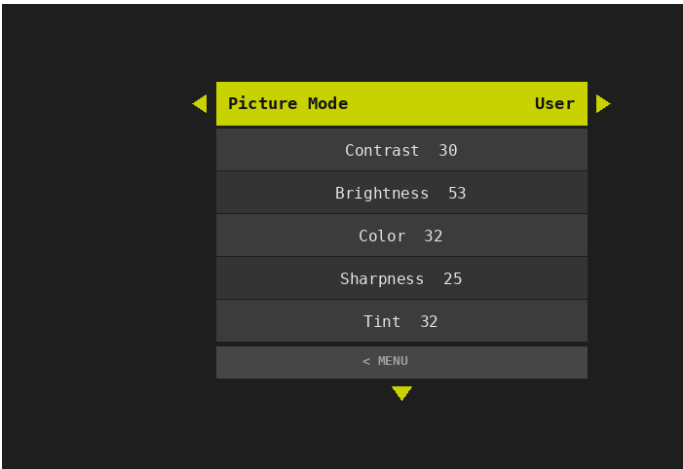 Picture Mode User
Contrast 30
Brightness 53
Color 32
Sharpness 25
Tint 32
< MENU